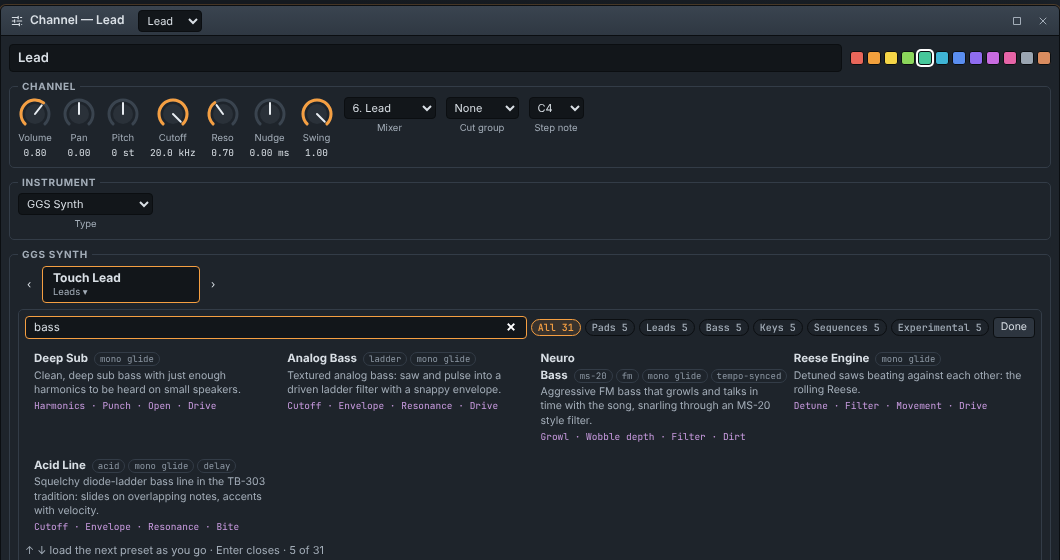 Channel — Lead Lead
Lead
CHANNEL
Volume Pan Pitch Cutoff Reso Nudge Swing
0.80 0.00 0 st 20.0 kHz 0.70 0.00 ms 1.00
6. Lead None C4
Mixer Cut group Step note
INSTRUMENT
GGS Synth
Type
GGS SYNTH
‹ Touch Lead ›
Leads ▾
bass × All 31 Pads 5 Leads 5 Bass 5 Keys 5 Sequences 5 Experimental 5 Done
Deep Sub mono glide
Clean, deep sub bass with just enough
harmonics to be heard on small speakers.
Harmonics · Punch · Open · Drive
Analog Bass ladder mono glide
Textured analog bass: saw and pulse into a
driven ladder filter with a snappy envelope.
Cutoff · Envelope · Resonance · Drive
Neuro
Bass ms-20 fm mono glide tempo-synced
Aggressive FM bass that growls and talks in
time with the song, snarling through an MS-20
style filter.
Growl · Wobble depth · Filter · Dirt
Reese Engine mono glide
Detuned saws beating against each other: the
rolling Reese.
Detune · Filter · Movement · Drive
Acid Line acid mono glide delay
Squelchy diode-ladder bass line in the TB-303
tradition: slides on overlapping notes, accents
with velocity.
Cutoff · Envelope · Resonance · Bite
↑ ↓ load the next preset as you go · Enter closes · 5 of 31